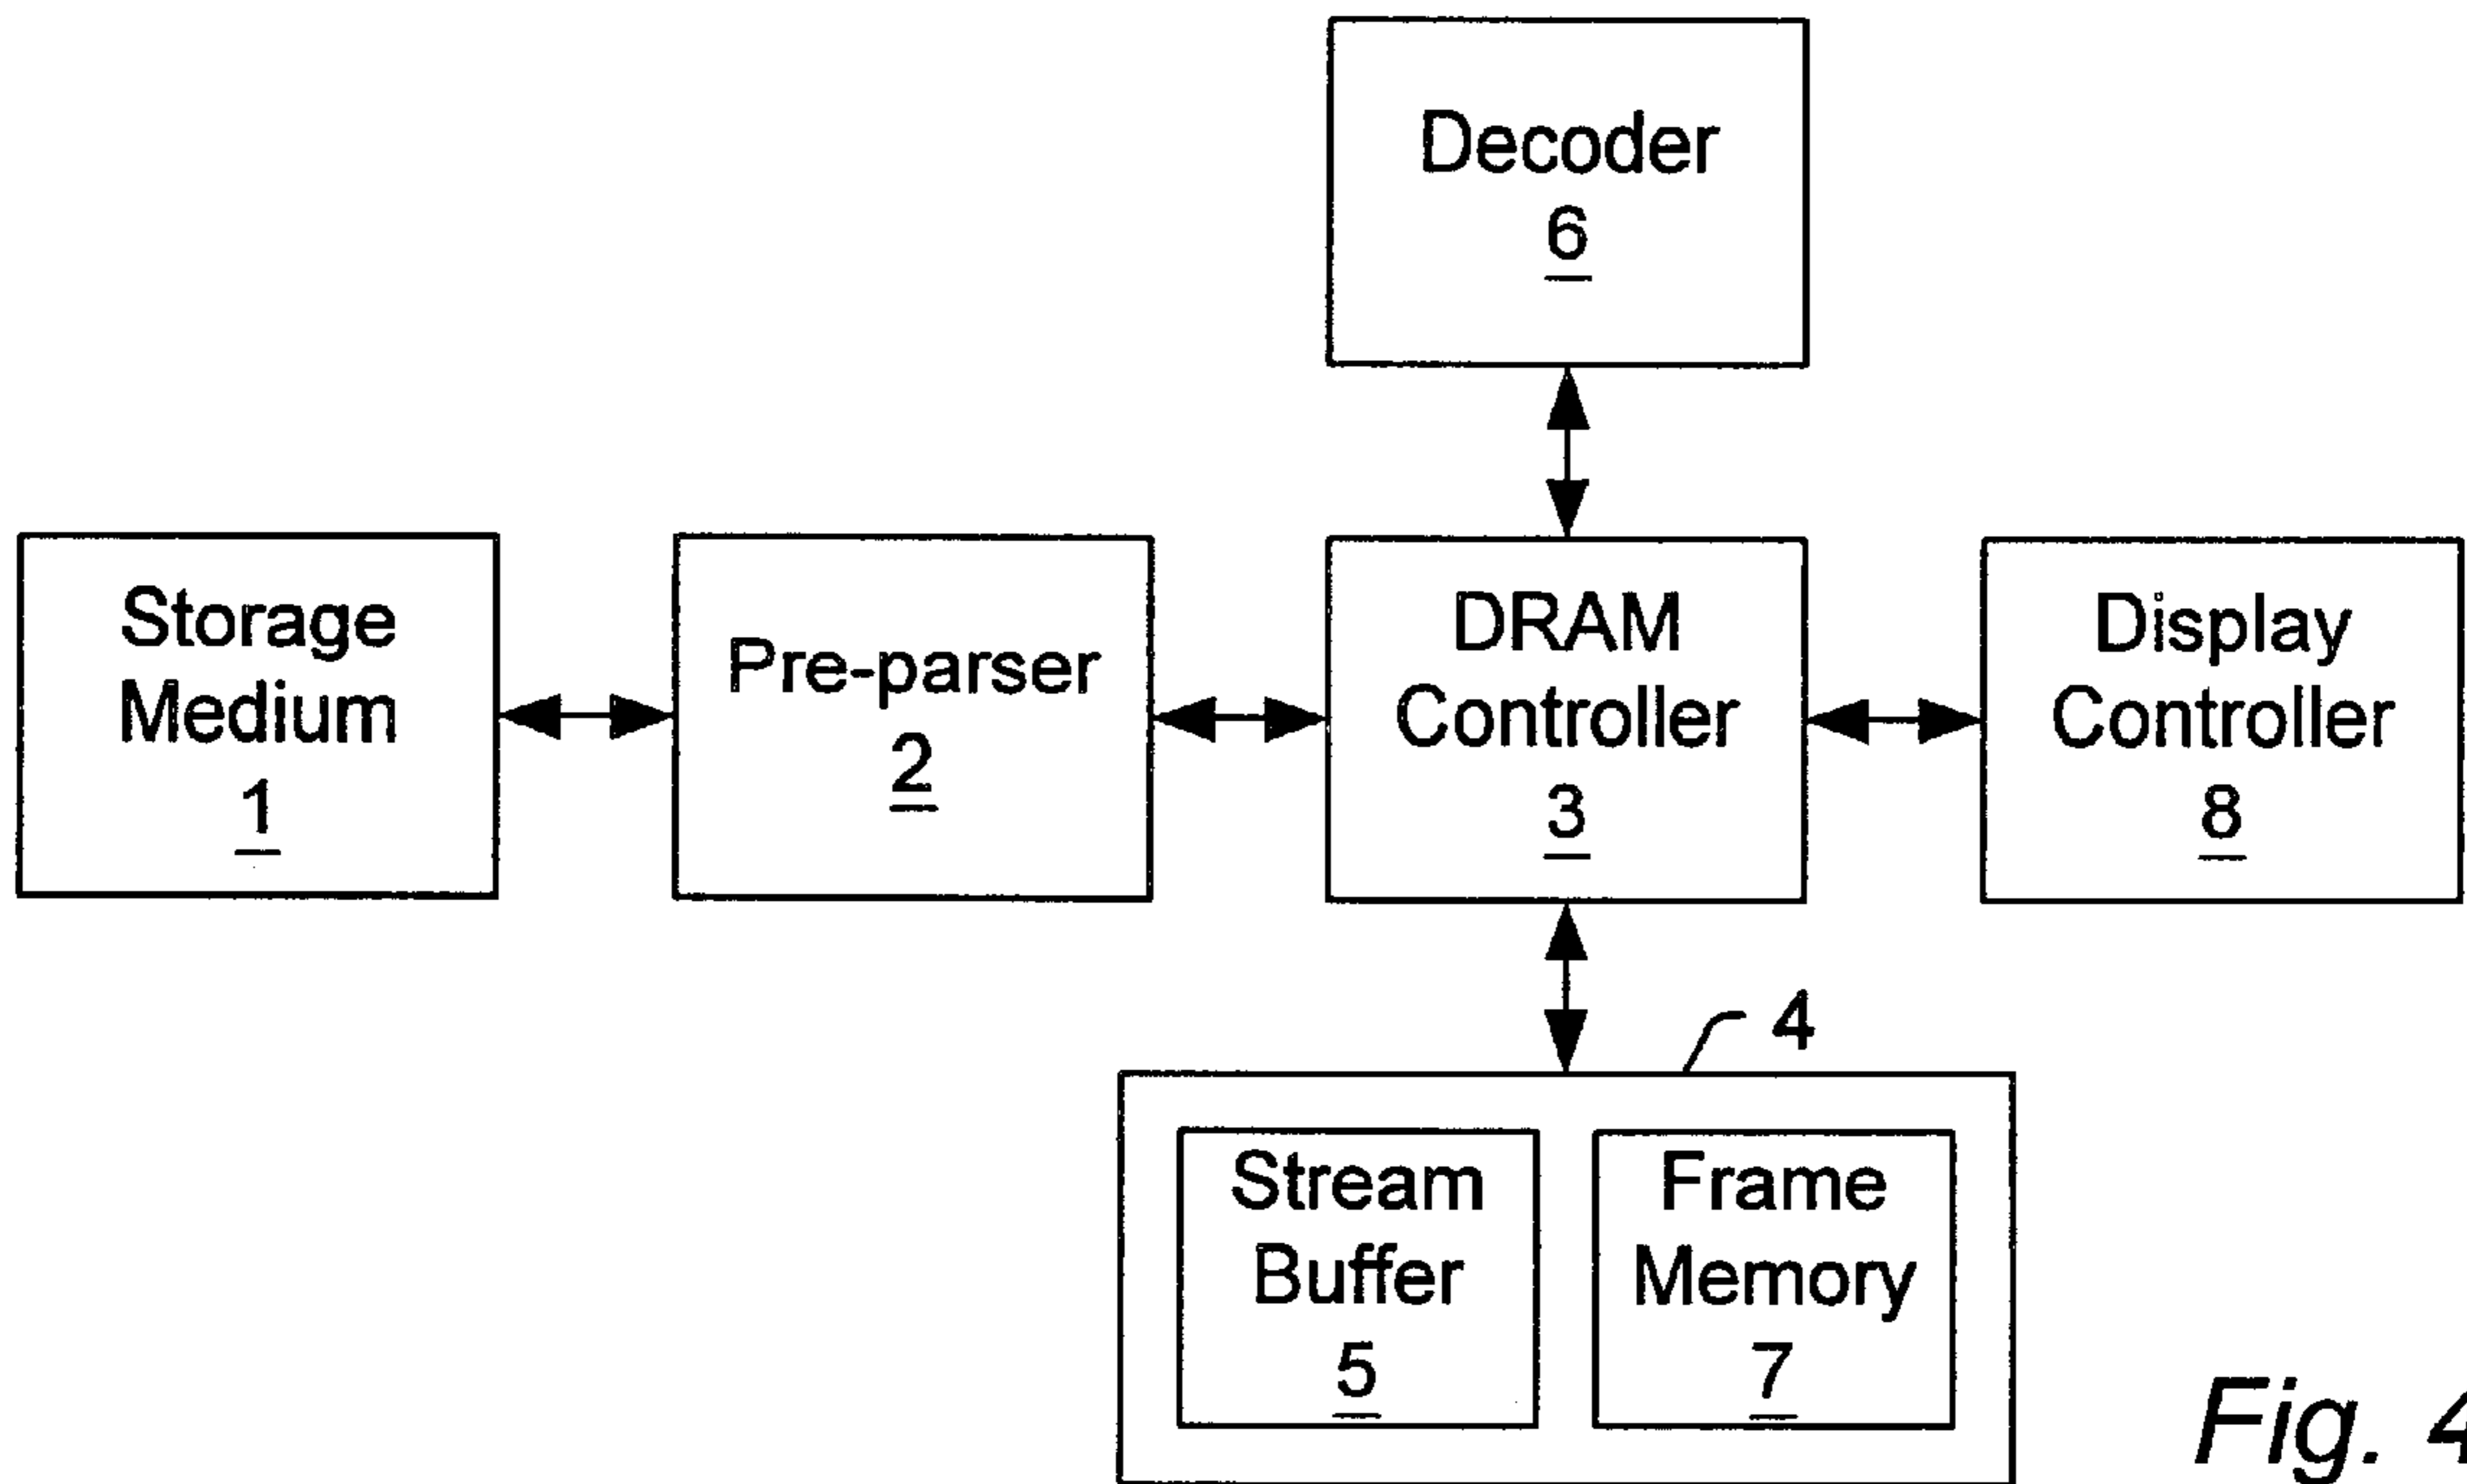 Decoder
6
Storage
Medium
1
Pre-parser
2
DRAM
Controller
3
Display
Controller
8
4
Stream
Buffer
5
Frame
Memory
7
Fig. 4